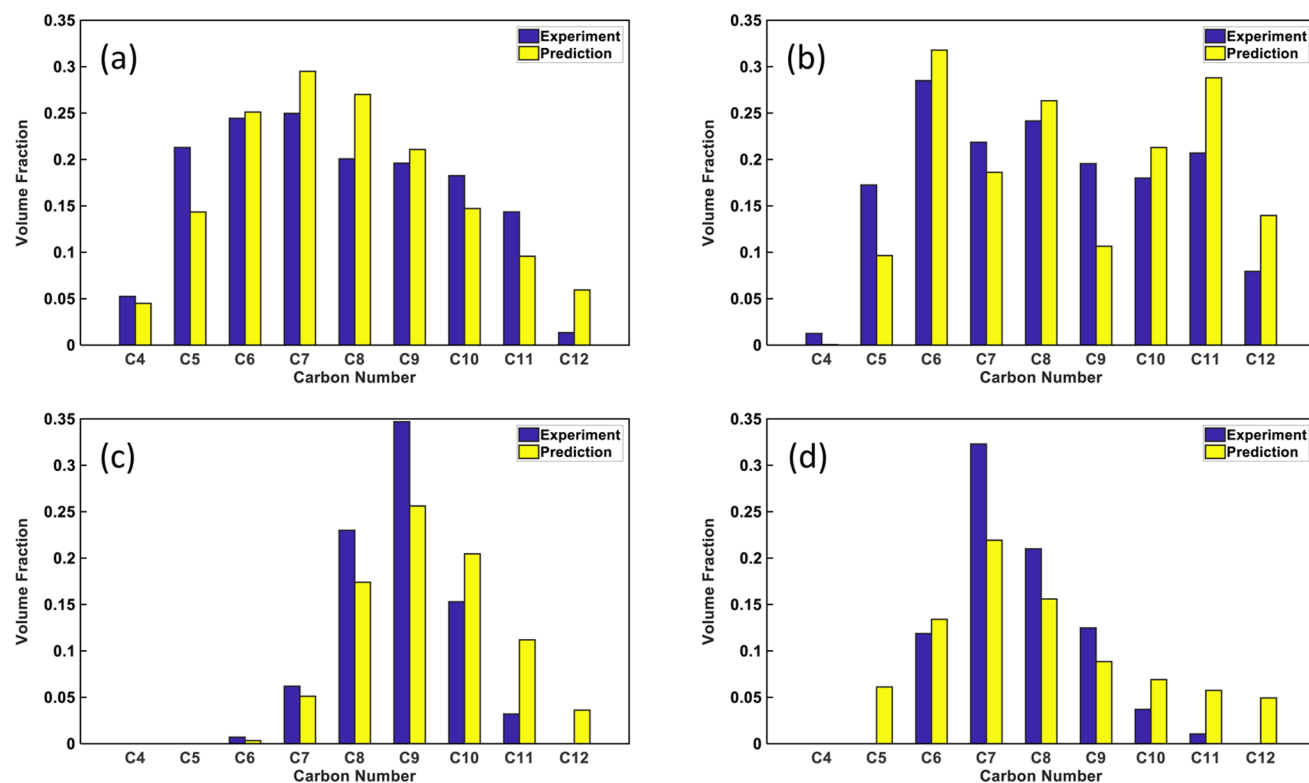 (a)
Experiment
Prediction
0.35
0.3
0.25
0.2
0.15
0.1
0.05
0
Volume Fraction
C4 C5 C6 C7 C8 C9 C10 C11 C12
Carbon Number
(b)
Experiment
Prediction
0.35
0.3
0.25
0.2
0.15
0.1
0.05
0
Volume Fraction
C4 C5 C6 C7 C8 C9 C10 C11 C12
Carbon Number
(c)
Experiment
Prediction
0.35
0.3
0.25
0.2
0.15
0.1
0.05
0
Volume Fraction
C4 C5 C6 C7 C8 C9 C10 C11 C12
Carbon Number
(d)
Experiment
Prediction
0.35
0.3
0.25
0.2
0.15
0.1
0.05
0
Volume Fraction
C4 C5 C6 C7 C8 C9 C10 C11 C12
Carbon Number